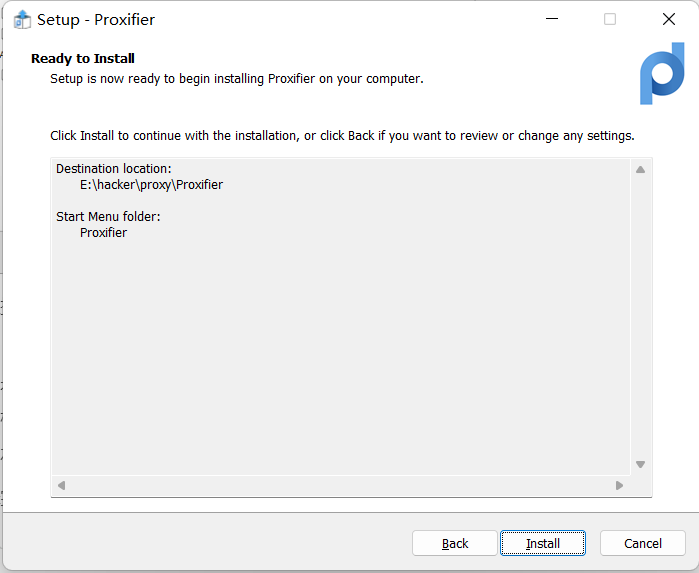 Setup - Proxifier
Ready to Install
Setup is now ready to begin installing Proxifier on your computer.
Click Install to continue with the installation, or click Back if you want to review or change any settings.
Destination location:
E:\hacker\proxy\Proxifier
Start Menu folder:
Proxifier
Back
Install
Cancel